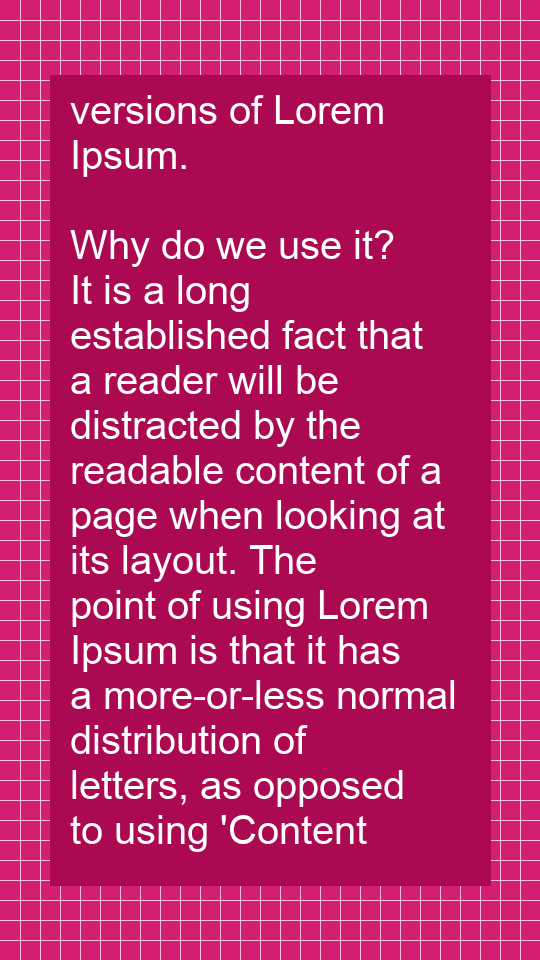 versions of Lorem
Ipsum.

Why do we use it?
It is a long
established fact that
a reader will be
distracted by the
readable content of a
page when looking at
its layout. The
point of using Lorem
Ipsum is that it has
a more-or-less normal
distribution of
letters, as opposed
to using 'Content